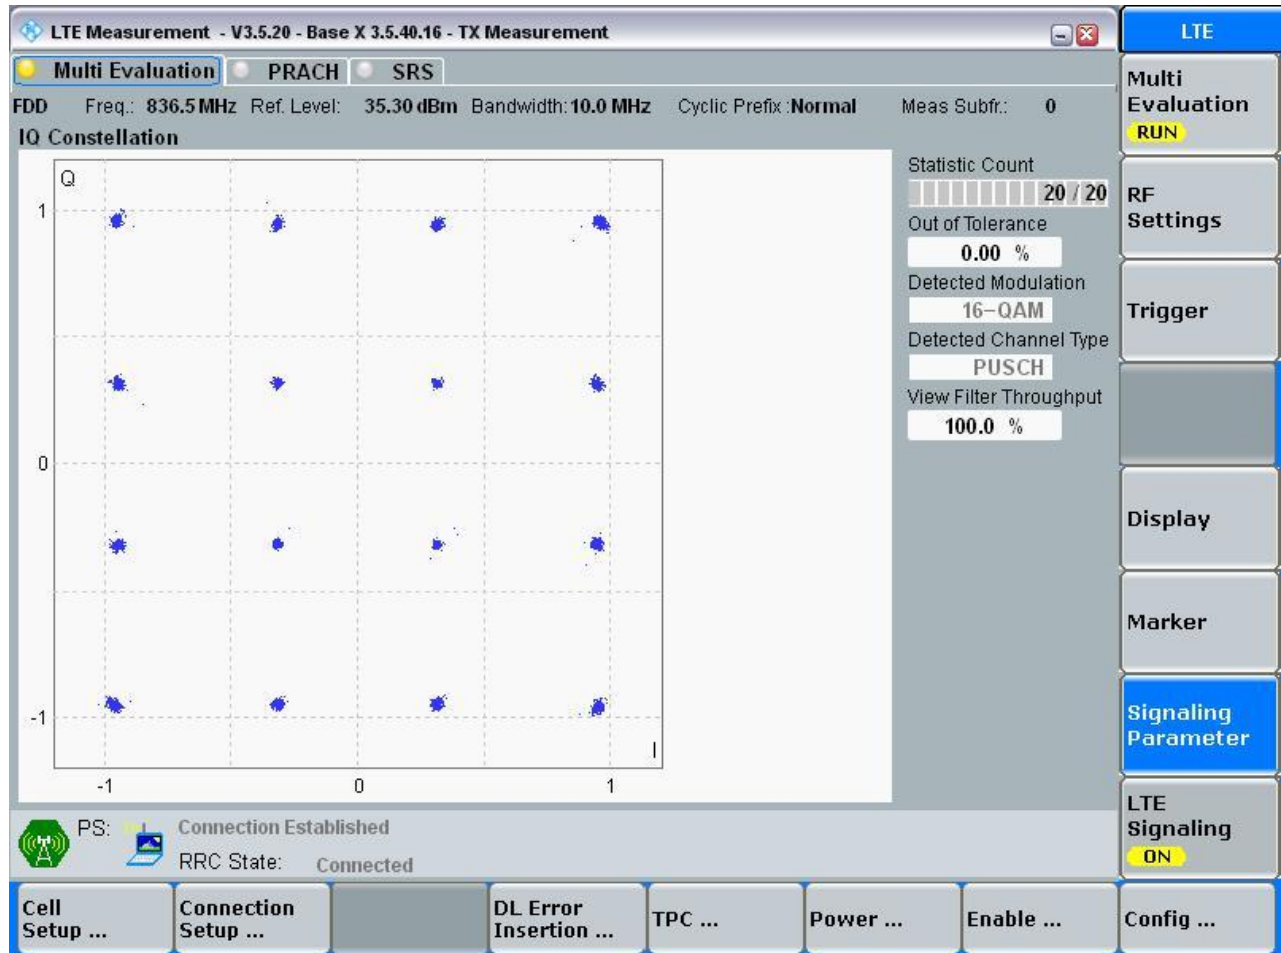 LTE Measurement - V3.5.20 - Base X 3.5.40.16 - TX Measurement
LTE
Multi Evaluation PRACH SRS
FDD Freq.: 836.5 MHz Ref. Level: 35.30 dBm Bandwidth: 10.0 MHz Cyclic Prefix : Normal Meas Subfr.: 0
IQ Constellation
Q
1
0
-1
I
-1 0 1
Statistic Count
20 / 20
Out of Tolerance
0.00 %
Detected Modulation
16-QAM
Detected Channel Type
PUSCH
View Filter Throughput
100.0 %
Multi
Evaluation
RUN
RF
Settings
Trigger
Display
Marker
Signaling
Parameter
LTE
Signaling
ON
PS: Connection Established
RRC State: Connected
Cell
Setup ...
Connection
Setup ...
DL Error
Insertion ...
TPC ...
Power ...
Enable ...
Config ...